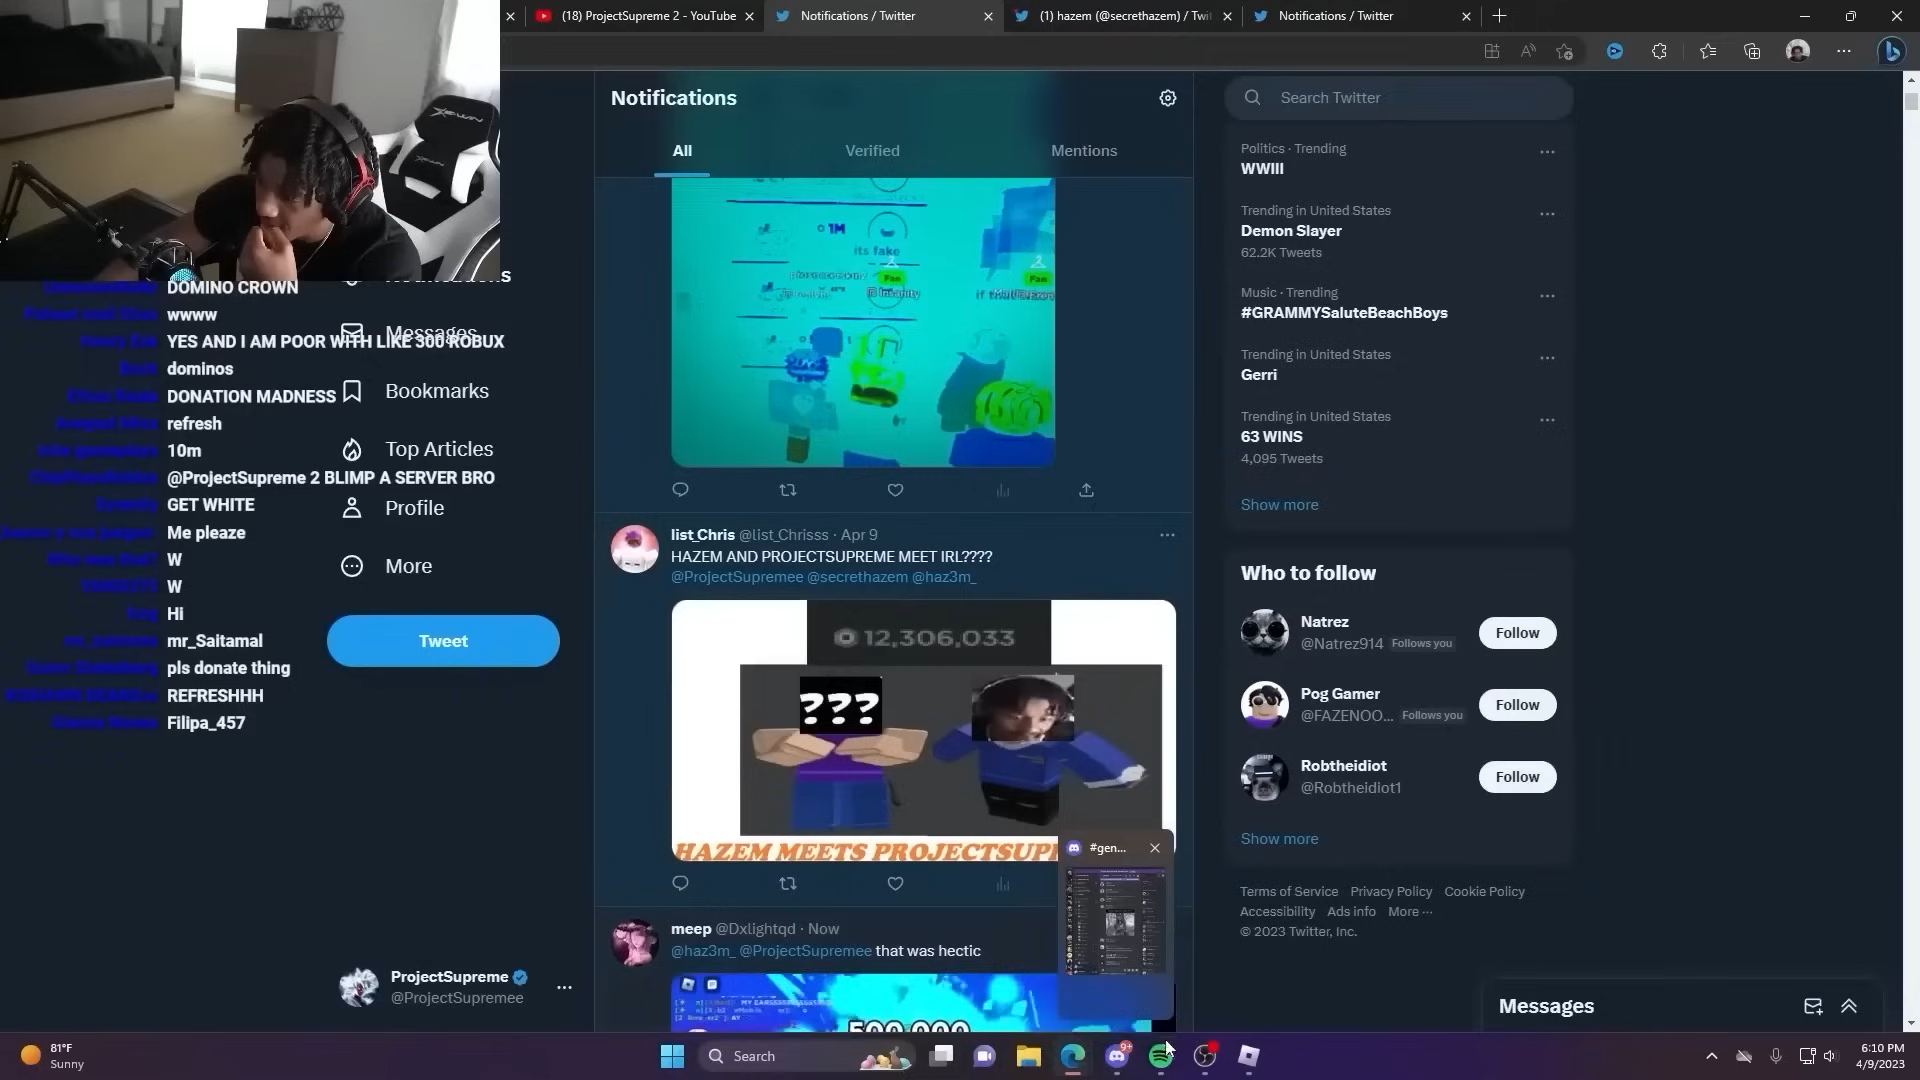 (18) ProjectSupreme 2 - YouTube
Notifications / Twitter
(1) hazem (@secrethazem) / Twi
Notifications / Twitter
DOMINO CROWN
wwww
YES AND I AM POOR WITH LIKE 300 ROBUX
dominos
DONATION MADNESS
refresh
10m
@ProjectSupreme 2 BLIMP A SERVER BRO
GET WHITE
Me pleaze
W
W
Hi
mr_Saitamal
pls donate thing
REFRESHHH
Filipa_457
Messages
Bookmarks
Top Articles
Profile
More
Tweet
ProjectSupreme
@ProjectSupremee
Notifications
All
Verified
Mentions
1M
its fake
Fan
Insanity
Fan
list_Chris @list_Chrisss · Apr 9
HAZEM AND PROJECTSUPREME MEET IRL????
@ProjectSupremee @secrethazem @haz3m_
12,306,033
???
HAZEM MEETS PROJECTSUPR
#gen...
meep @Dxlightqd · Now
@haz3m_ @ProjectSupremee that was hectic
500,000
Search Twitter
Politics · Trending
WWIII
Trending in United States
Demon Slayer
62.2K Tweets
Music · Trending
#GRAMMYSaluteBeachBoys
Trending in United States
Gerri
Trending in United States
63 WINS
4,095 Tweets
Show more
Who to follow
Natrez
@Natrez914 Follows you
Follow
Pog Gamer
@FAZENOO... Follows you
Follow
Robtheidiot
@Robtheidiot1
Follow
Show more
Terms of Service Privacy Policy Cookie Policy
Accessibility Ads info More ···
© 2023 Twitter, Inc.
Messages
81°F
Sunny
Search
9+
6:10 PM
4/9/2023